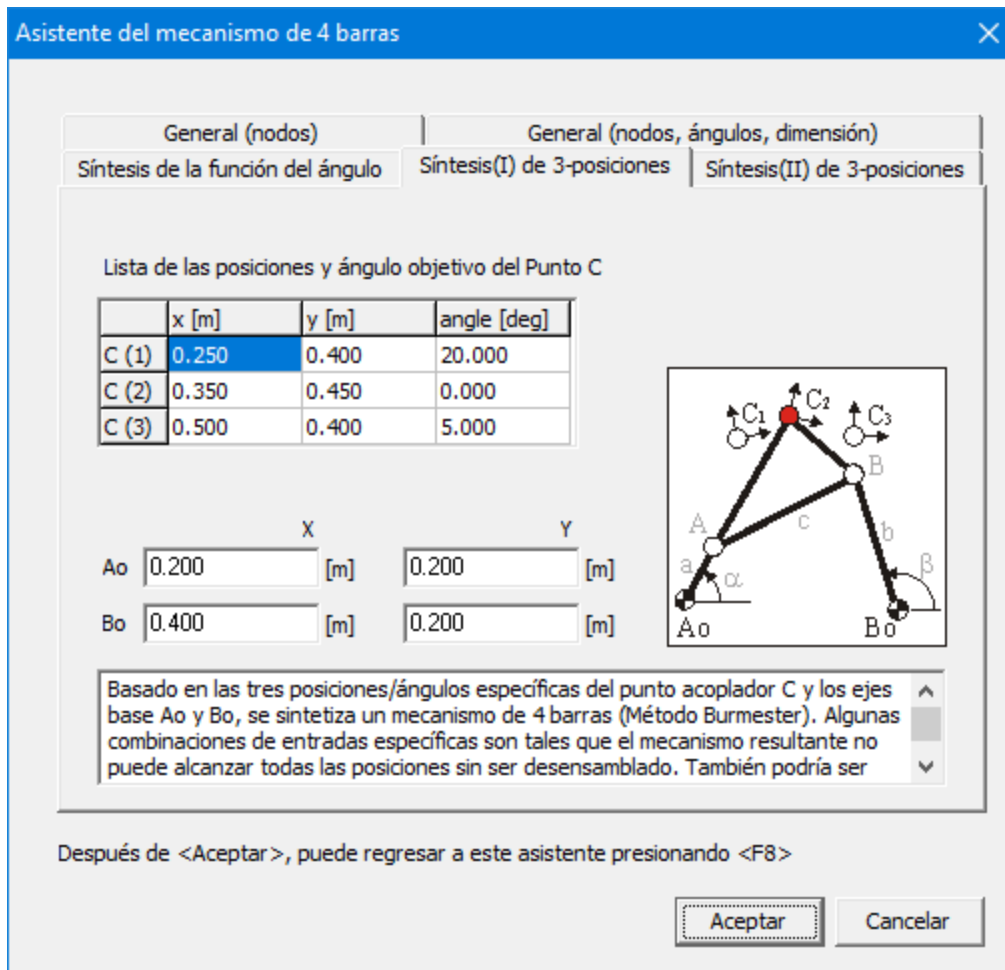 Asistente del mecanismo de 4 barras
General (nodos)
General (nodos, ángulos, dimensión)
Síntesis de la función del ángulo
Síntesis(I) de 3-posiciones
Síntesis(II) de 3-posiciones
Lista de las posiciones y ángulo objetivo del Punto C
x [m] y [m] angle [deg]
C (1) 0.250 0.400 20.000
C (2) 0.350 0.450 0.000
C (3) 0.500 0.400 5.000
X Y
Ao 0.200 [m] 0.200 [m]
Bo 0.400 [m] 0.200 [m]
C1 C2 C3
B
A c b
a α β
Ao Bo
Basado en las tres posiciones/ángulos específicas del punto acoplador C y los ejes
base Ao y Bo, se sintetiza un mecanismo de 4 barras (Método Burmester). Algunas
combinaciones de entradas específicas son tales que el mecanismo resultante no
puede alcanzar todas las posiciones sin ser desensamblado. También podría ser
Después de <Aceptar>, puede regresar a este asistente presionando <F8>
Aceptar
Cancelar